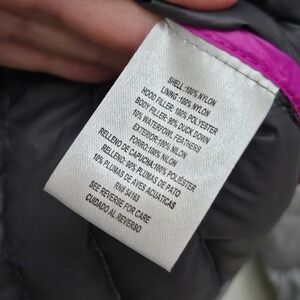 SHELL:100% NYLON
LINING:100% NYLON
HOOD FILLER:100% POLYESTER
BODY FILLER: 90% DUCK DOWN
10% WATERFOWL FEATHERS
EXTERIOR:100% NILON
FORRO:100% NILON
RELLENO DE CAPUCHA:100% POLIÉSTER
RELLENO: 90% PLUMAS DE PATO
10% PLUMAS DE AVES ACUATICAS
RN# 54163
SEE REVERSE FOR CARE
CUIDADO AL REVERSO